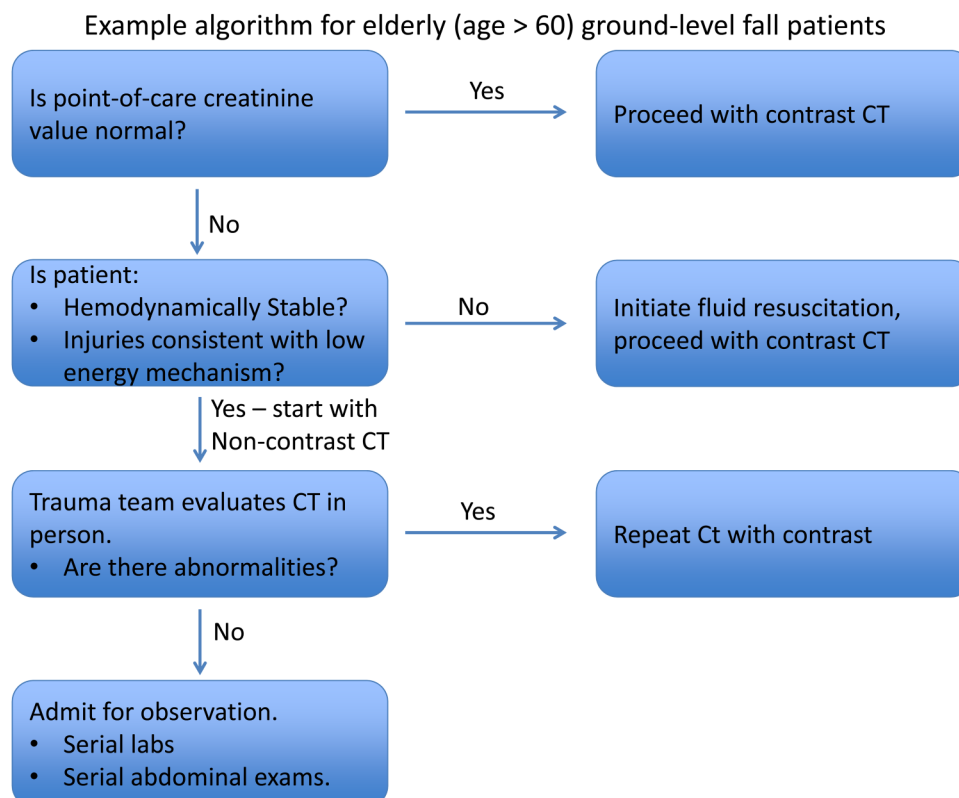 Example algorithm for elderly (age > 60) ground-level fall patients
Is point-of-care creatinine
value normal?
Yes
Proceed with contrast CT
No
Is patient:
• Hemodynamically Stable?
• Injuries consistent with low
energy mechanism?
No
Initiate fluid resuscitation,
proceed with contrast CT
Yes – start with
Non-contrast CT
Trauma team evaluates CT in
person.
• Are there abnormalities?
Yes
Repeat Ct with contrast
No
Admit for observation.
• Serial labs
• Serial abdominal exams.